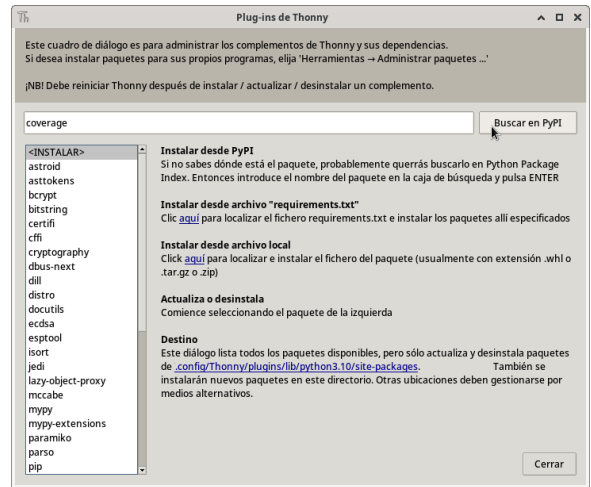 Th
Plug-ins de Thonny
Este cuadro de diálogo es para administrar los complementos de Thonny y sus dependencias.
Si desea instalar paquetes para sus propios programas, elija 'Herramientas → Administrar paquetes ...'
¡NB! Debe reiniciar Thonny después de instalar / actualizar / desinstalar un complemento.
coverage
Buscar en PyPI
<INSTALAR>
astroid
asttokens
bcrypt
bitstring
certifi
cffi
cryptography
dbus-next
dill
distro
docutils
ecdsa
esptool
isort
jedi
lazy-object-proxy
mccabe
mypy
mypy-extensions
paramiko
parso
pip
Instalar desde PyPI
Si no sabes dónde está el paquete, probablemente querrás buscarlo en Python Package
Index. Entonces introduce el nombre del paquete en la caja de búsqueda y pulsa ENTER
Instalar desde archivo "requirements.txt"
Clic aquí para localizar el fichero requirements.txt e instalar los paquetes allí especificados
Instalar desde archivo local
Click aquí para localizar e instalar el fichero del paquete (usualmente con extensión .whl o
.tar.gz o .zip)
Actualiza o desinstala
Comience seleccionando el paquete de la izquierda
Destino
Este diálogo lista todos los paquetes disponibles, pero sólo actualiza y desinstala paquetes
de .config/Thonny/plugins/lib/python3.10/site-packages. También se
instalarán nuevos paquetes en este directorio. Otras ubicaciones deben gestionarse por
medios alternativos.
Cerrar